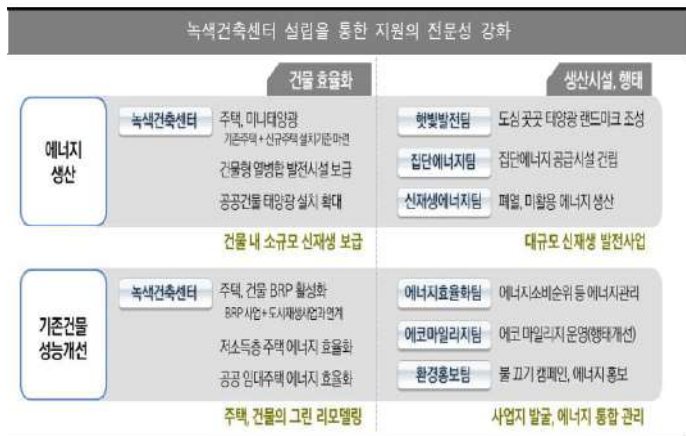 녹색건축센터 설립을 통한 지원의 전문성 강화
건물 효율화
생산시설, 행태
에너지
생산
녹색건축센터
주택, 미니태양광
기존주택 + 신규주택 설치기준 마련
건물형 열병합 발전시설 보급
공공건물 태양광 설치 확대
건물 내 소규모 신재생 보급
햇빛발전팀
도심 곳곳 태양광 랜드마크 조성
집단에너지팀
집단에너지 공급시설 건립
신재생에너지팀
폐열, 미활용 에너지 생산
대규모 신재생 발전사업
기존건물
성능개선
녹색건축센터
주택, 건물 BRP 활성화
BRP 사업 + 도시재생사업과 연계
저소득층 주택 에너지 효율화
공공 임대주택 에너지 효율화
주택, 건물의 그린 리모델링
에너지효율화팀
에너지소비순위 등 에너지관리
에코마일리지팀
에코 마일리지 운영(행태개선)
환경홍보팀
불 끄기 캠페인, 에너지 홍보
사업지 발굴, 에너지 통합 관리